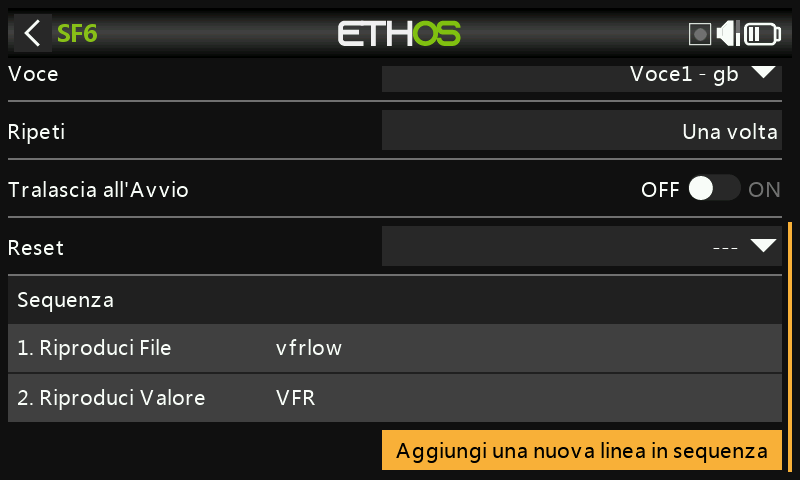 SF6 ETHOS
Voce Voce1 - gb
Ripeti Una volta
Tralascia all'Avvio OFF ON
Reset ---
Sequenza
1. Riproduci File vfrlow
2. Riproduci Valore VFR
Aggiungi una nuova linea in sequenza